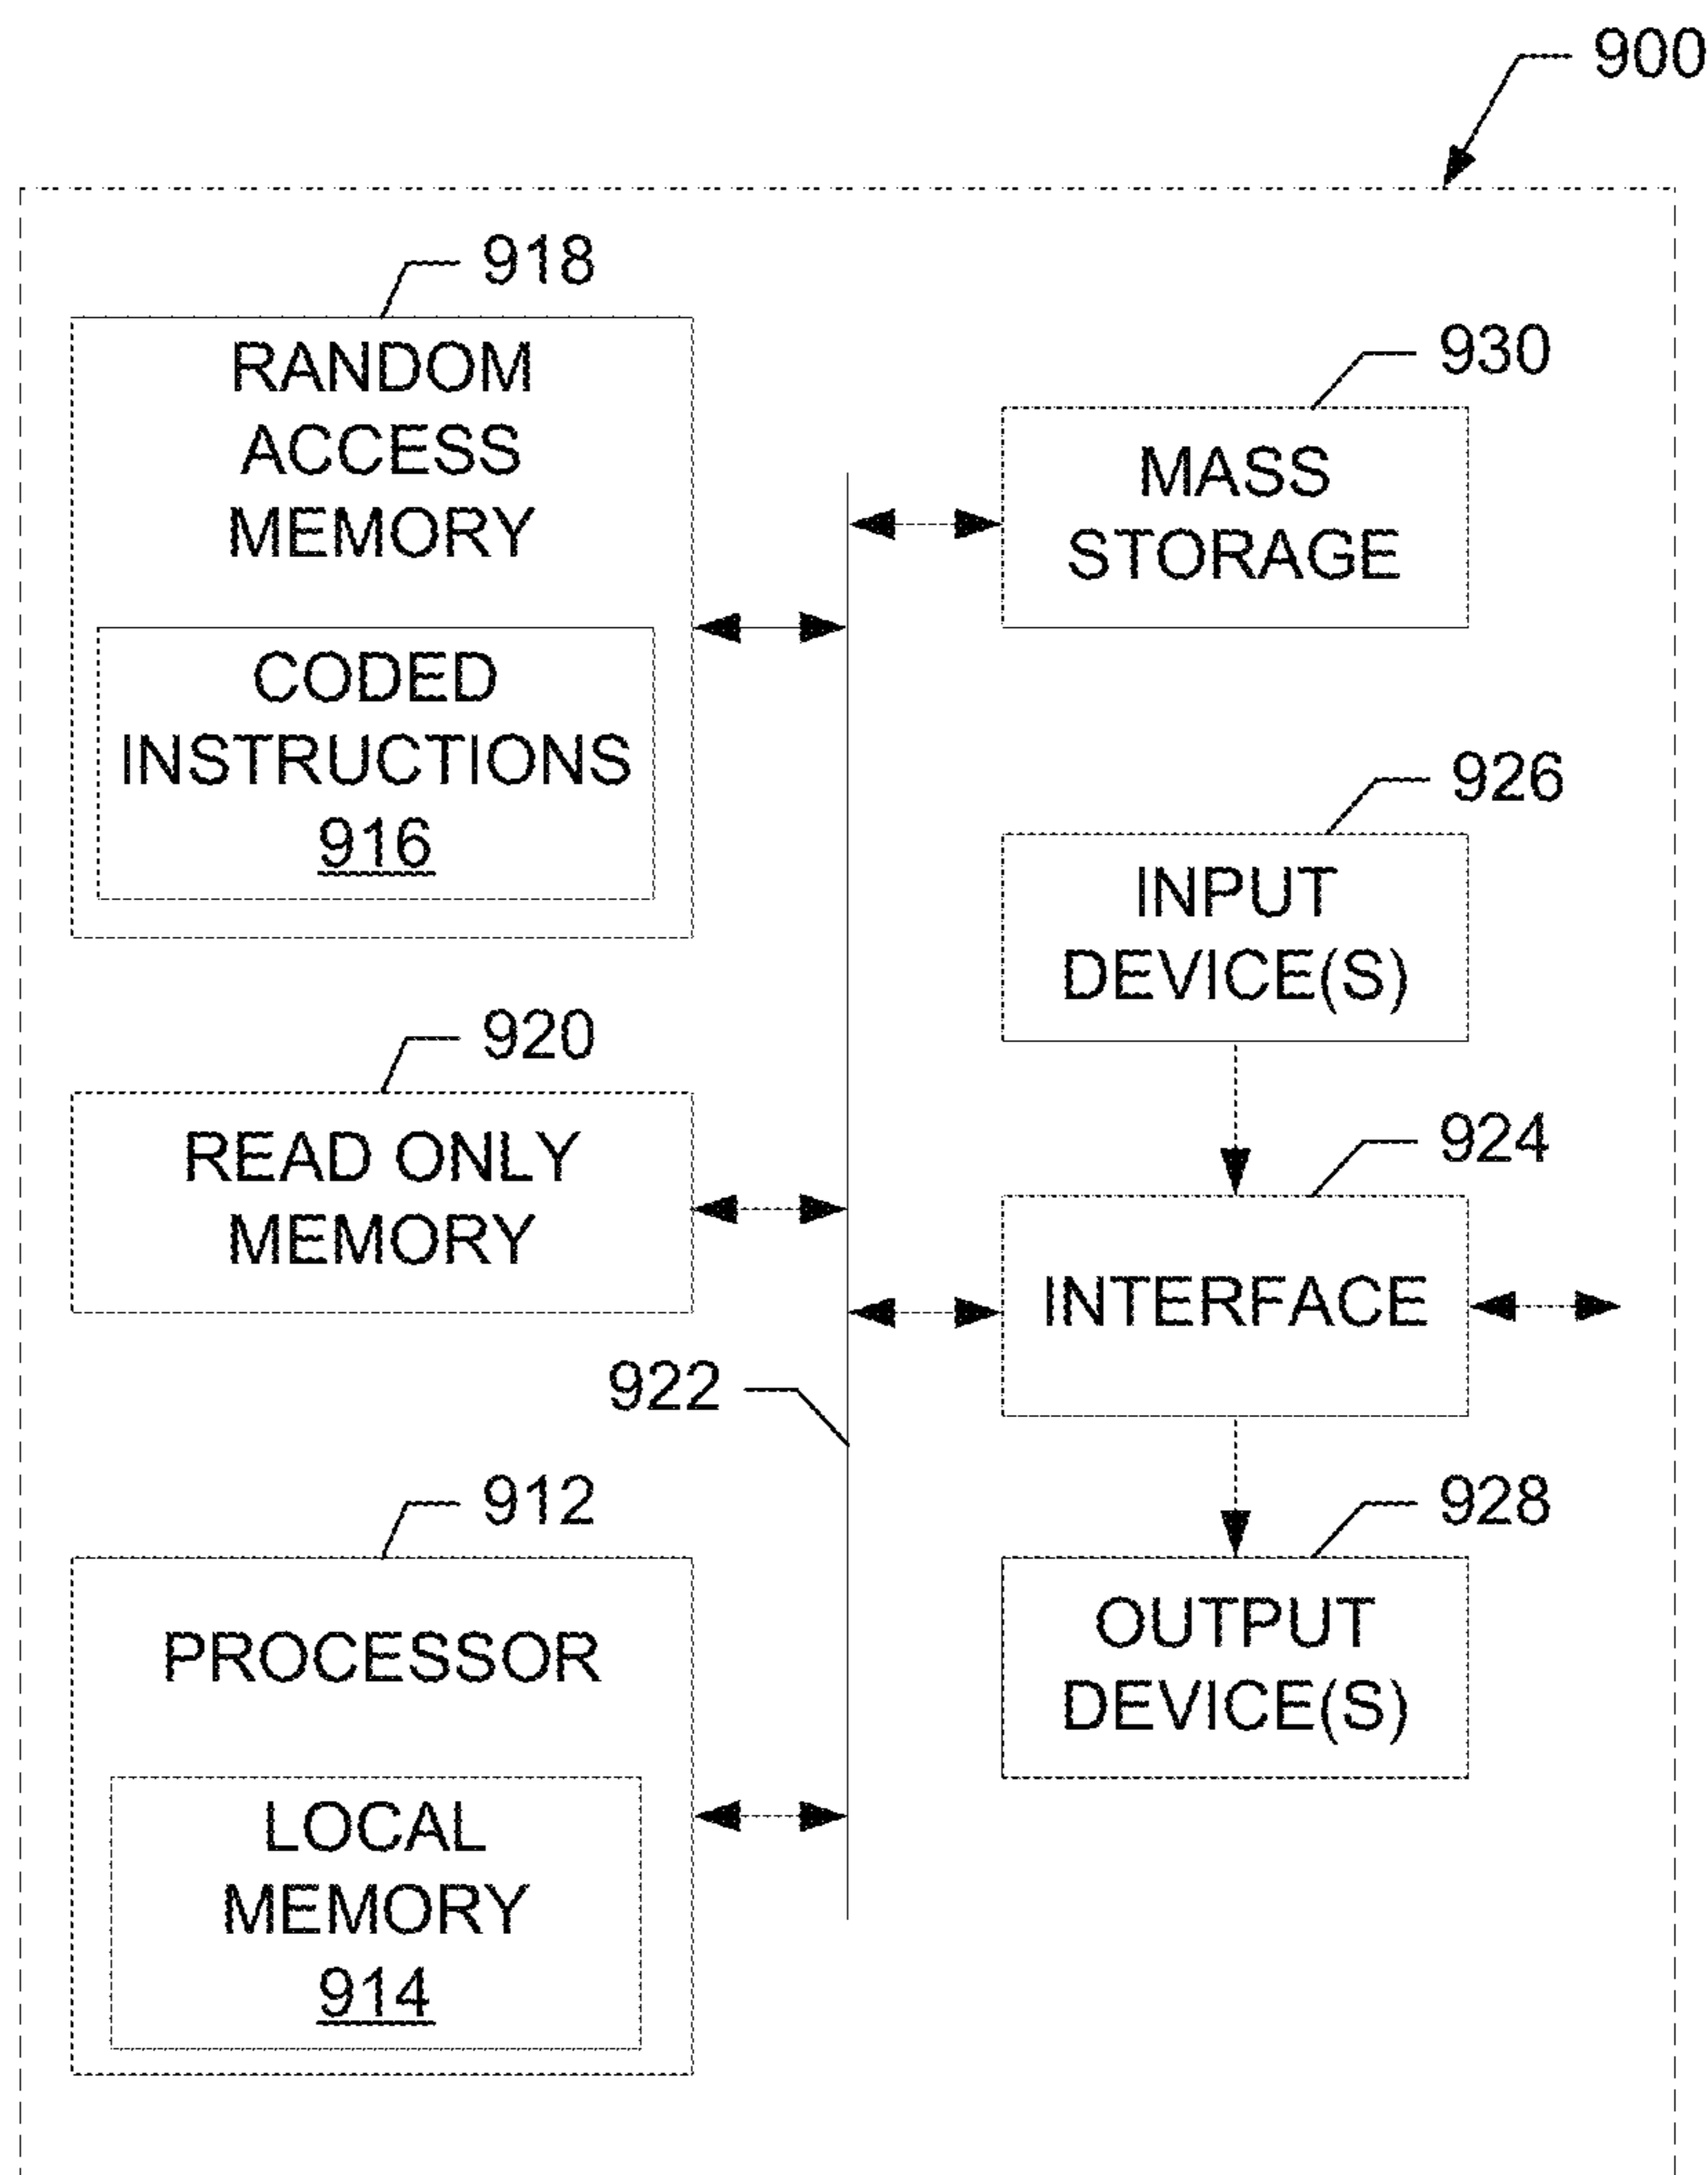 900
918
RANDOM
ACCESS
MEMORY
CODED
INSTRUCTIONS
916
930
MASS
STORAGE
926
INPUT
DEVICE(S)
920
READ ONLY
MEMORY
924
INTERFACE
922
912
PROCESSOR
LOCAL
MEMORY
914
928
OUTPUT
DEVICE(S)